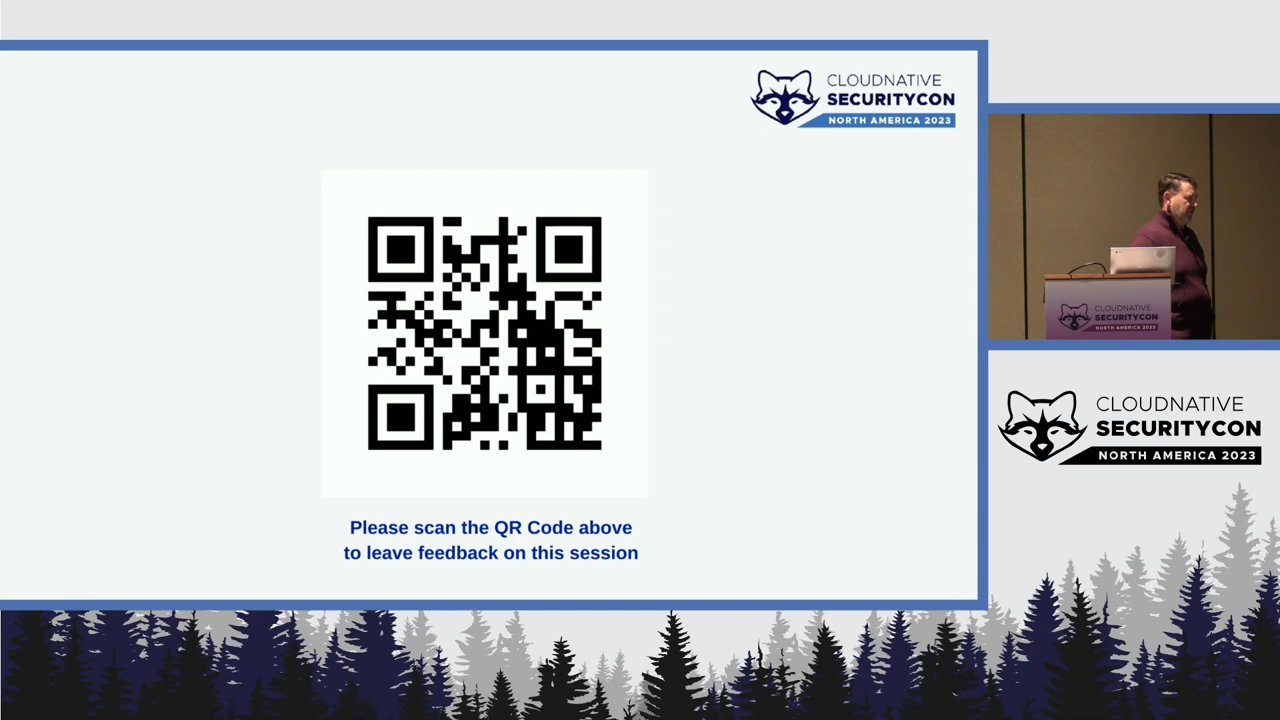 CLOUDNATIVE
SECURITYCON
NORTH AMERICA 2023
Please scan the QR Code above
to leave feedback on this session
CLOUDNATIVE
SECURITYCON
NORTH AMERICA 2023
CLOUDNATIVE
SECURITYCON
NORTH AMERICA 2023